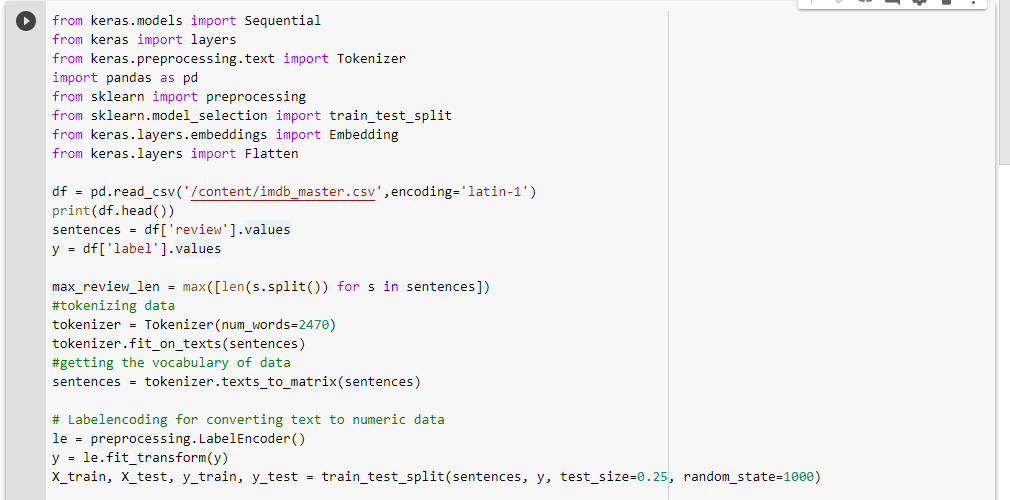 from keras.models import Sequential
from keras import layers
from keras.preprocessing.text import Tokenizer
import pandas as pd
from sklearn import preprocessing
from sklearn.model_selection import train_test_split
from keras.layers.embeddings import Embedding
from keras.layers import Flatten
df = pd.read_csv('/content/imdb_master.csv',encoding='latin-1')
print(df.head())
sentences = df['review'].values
y = df['label'].values
max_review_len = max([len(s.split()) for s in sentences])
#tokenizing data
tokenizer = Tokenizer(num_words=2470)
tokenizer.fit_on_texts(sentences)
#getting the vocabulary of data
sentences = tokenizer.texts_to_matrix(sentences)
# Labelencoding for converting text to numeric data
le = preprocessing.LabelEncoder()
y = le.fit_transform(y)
X_train, X_test, y_train, y_test = train_test_split(sentences, y, test_size=0.25, random_state=1000)